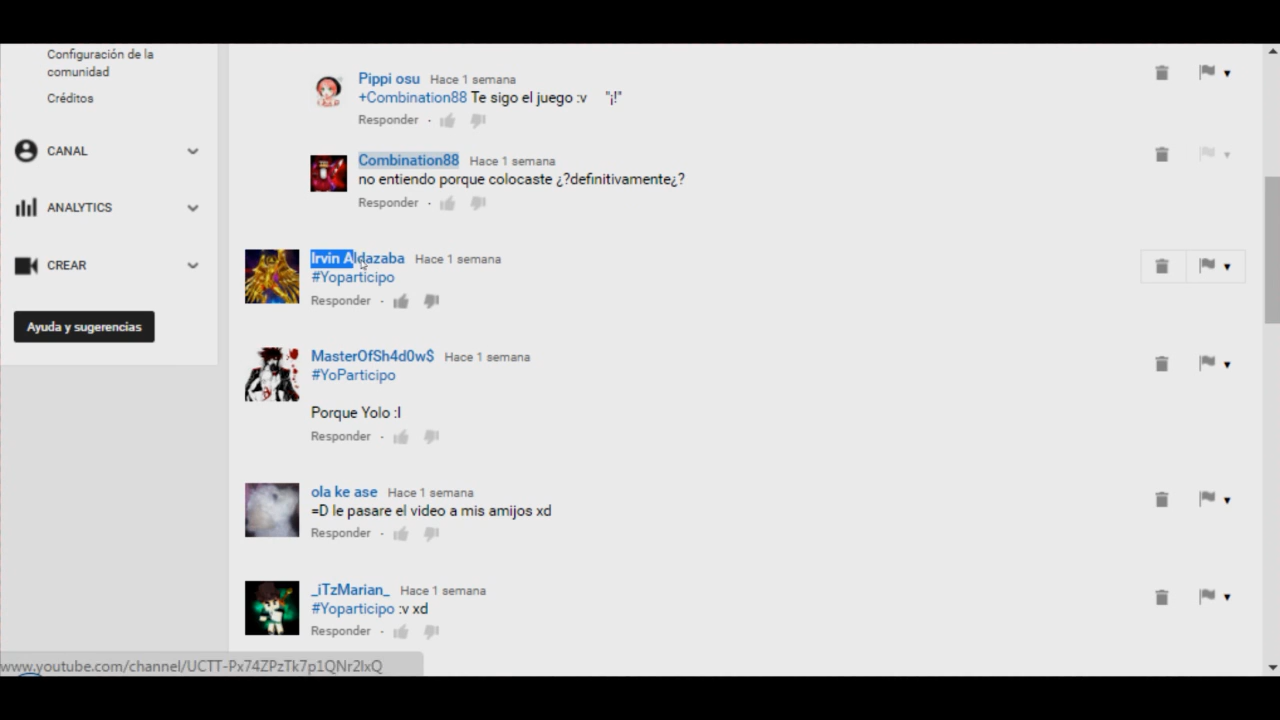 Configuración de la
comunidad
Créditos
CANAL
ANALYTICS
CREAR
Ayuda y sugerencias
Pippi osu Hace 1 semana
+Combination88 Te sigo el juego :v "¡!"
Responder ·
Combination88 Hace 1 semana
no entiendo porque colocaste ¿?definitivamente¿?
Responder ·
Irvin Aldazaba Hace 1 semana
#Yoparticipo
Responder ·
MasterOfSh4d0w$ Hace 1 semana
#YoParticipo
Porque Yolo :l
Responder ·
ola ke ase Hace 1 semana
=D le pasare el video a mis amijos xd
Responder ·
_iTzMarian_ Hace 1 semana
#Yoparticipo :v xd
Responder ·
www.youtube.com/channel/UCTT-Px74ZPzTk7p1QNr2lxQ